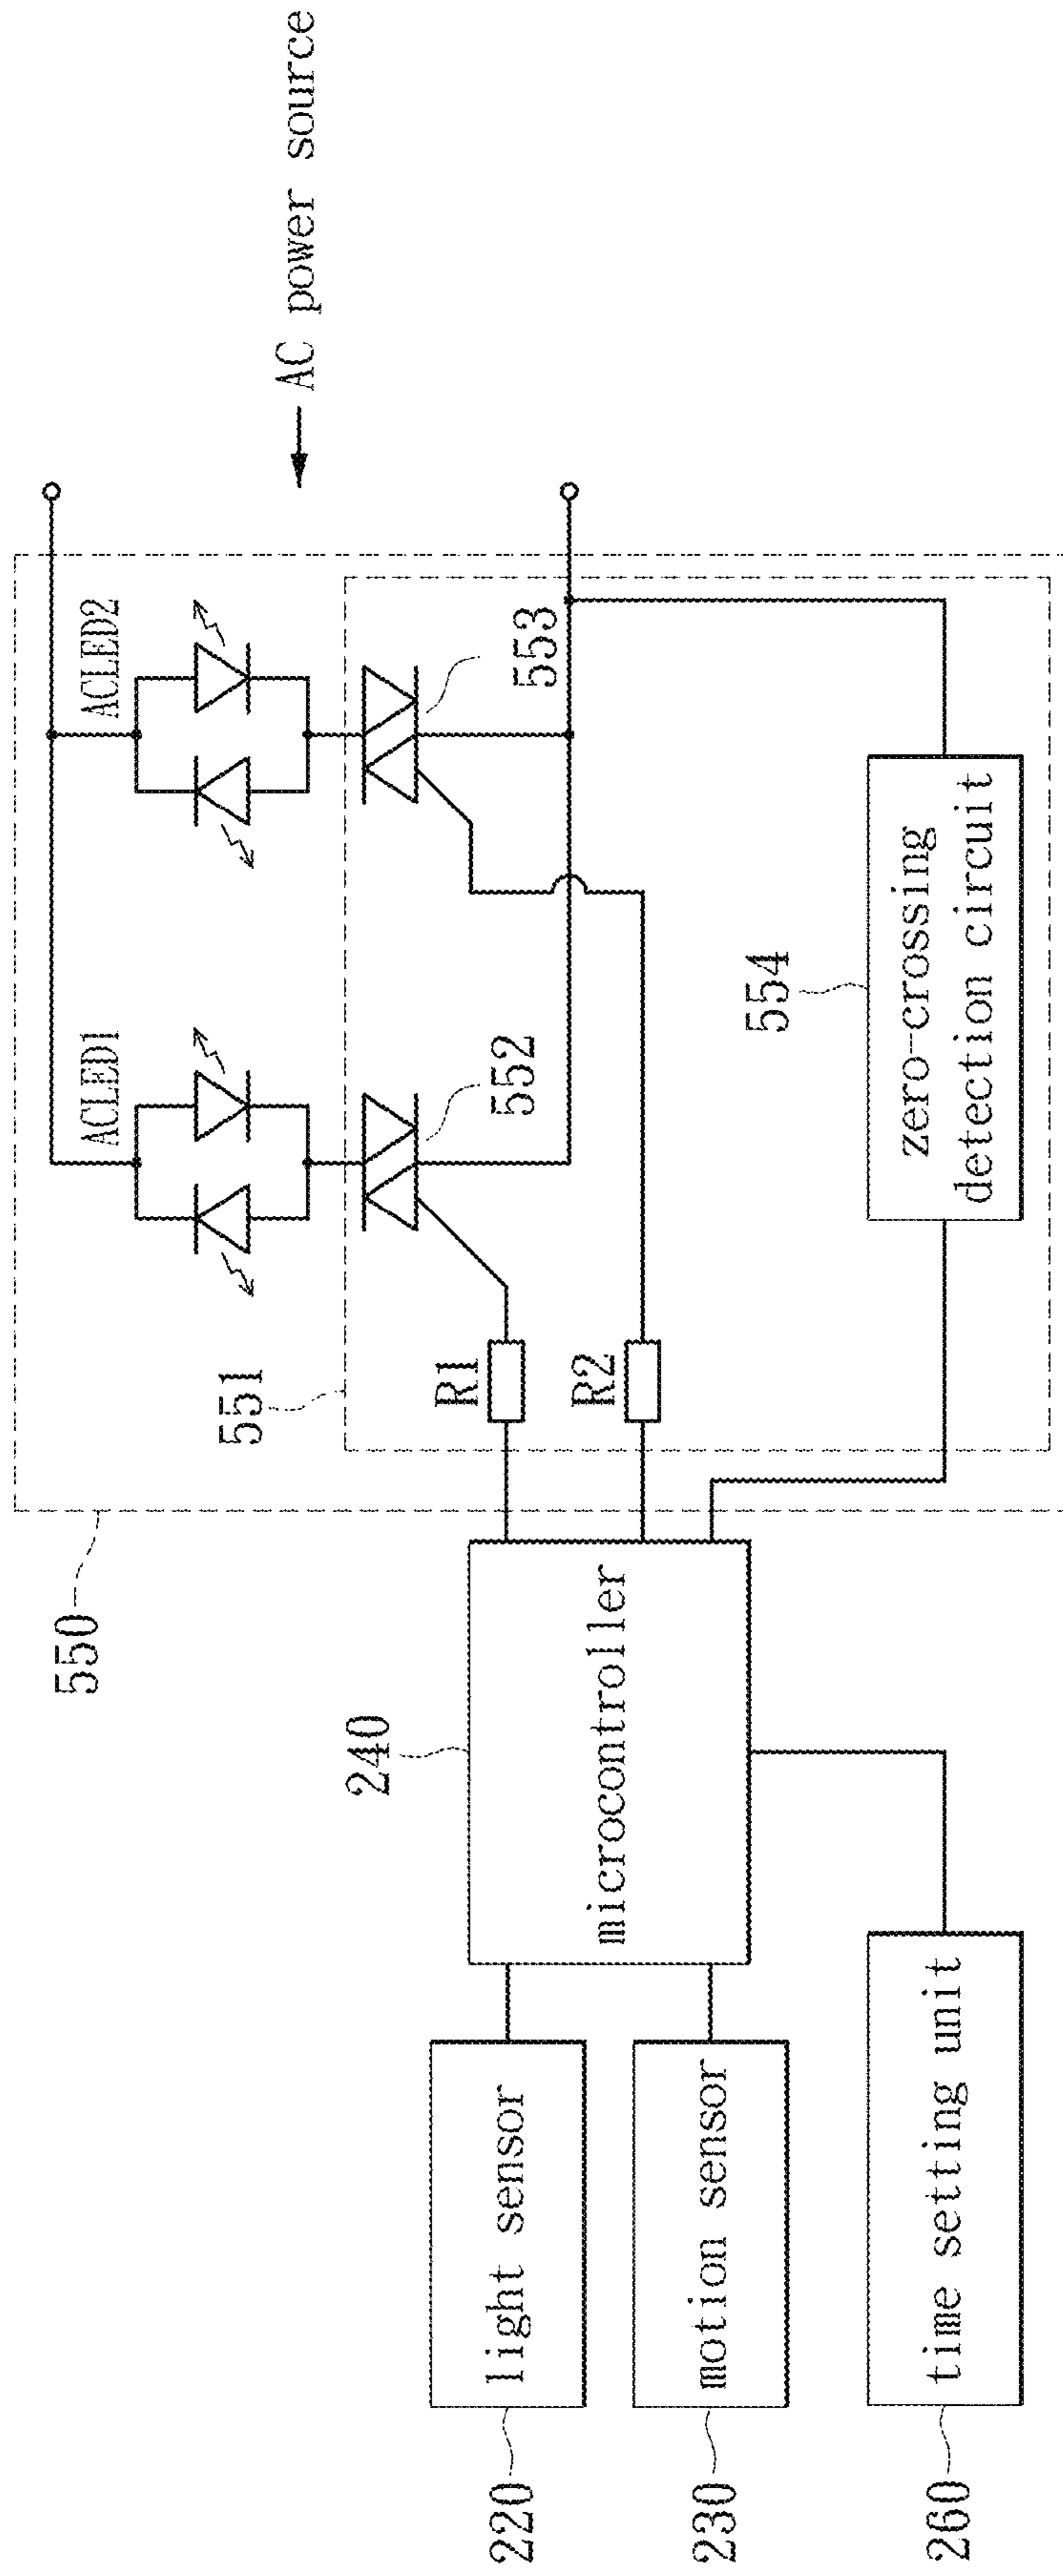 AC power source
ACLED1
ACLED2
550
551
552
553
R1
R2
554
zero-crossing
detection circuit
240
microcontroller
220
light sensor
230
motion sensor
260
time setting unit